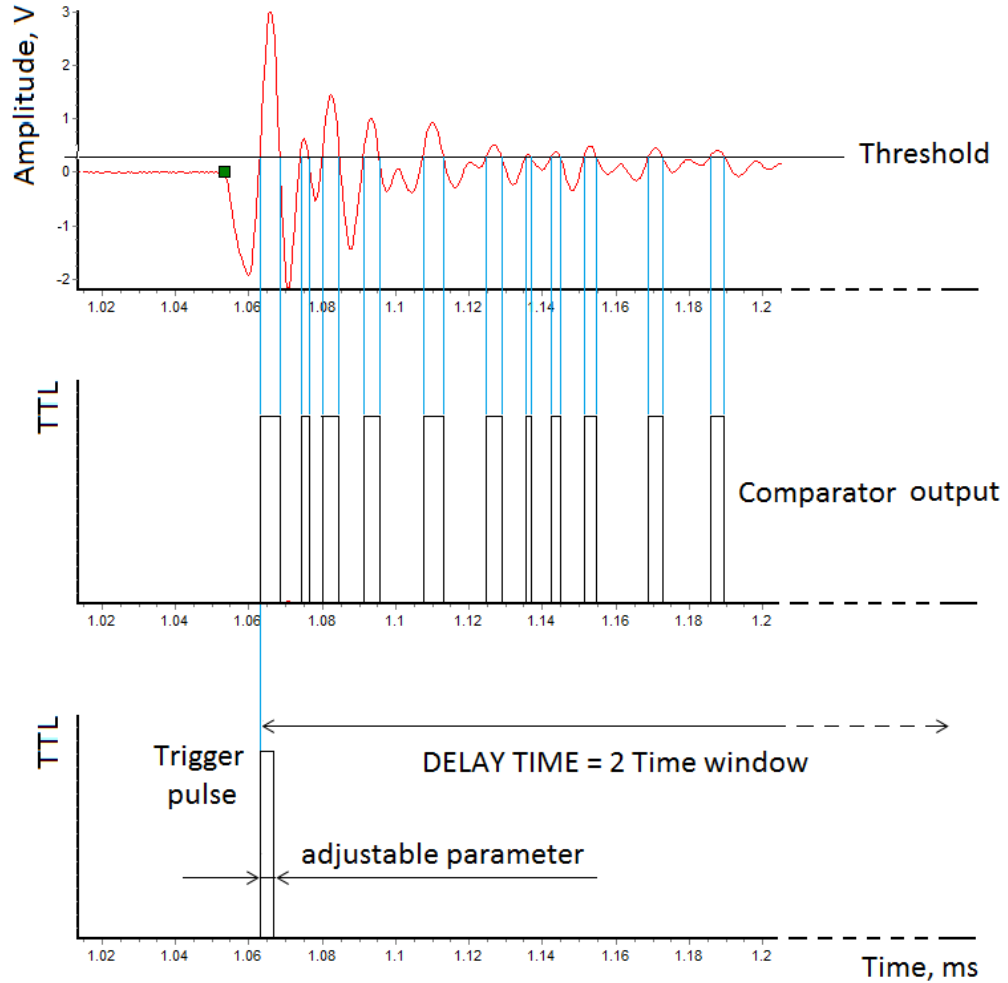 Amplitude, V
3
2
1
0
-1
-2
Threshold
1.02 1.04 1.06 1.08 1.1 1.12 1.14 1.16 1.18 1.2
TTL
Comparator output
1.02 1.04 1.06 1.08 1.1 1.12 1.14 1.16 1.18 1.2
TTL
Trigger
pulse
DELAY TIME = 2 Time window
adjustable parameter
1.02 1.04 1.06 1.08 1.1 1.12 1.14 1.16 1.18 1.2
Time, ms